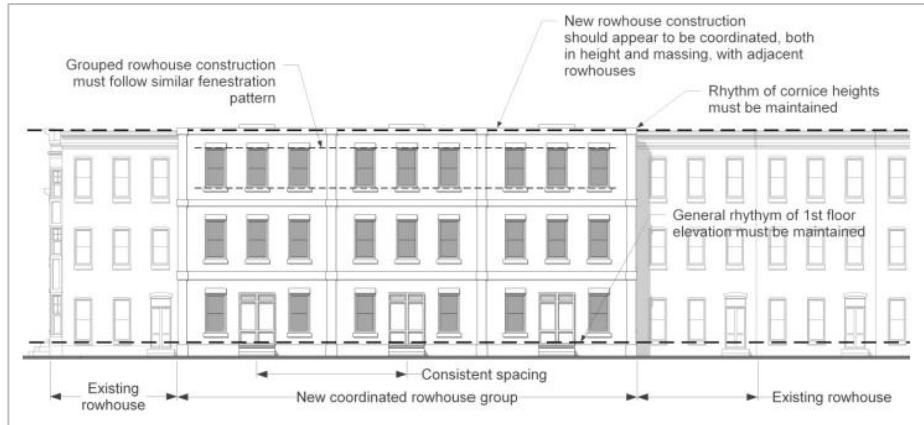 New rowhouse construction
should appear to be coordinated, both
in height and massing, with adjacent
rowhouses
Grouped rowhouse construction
must follow similar fenestration
pattern
Rhythm of cornice heights
must be maintained
General rhythym of 1st floor
elevation must be maintained
Consistent spacing
Existing
rowhouse
New coordinated rowhouse group
Existing rowhouse